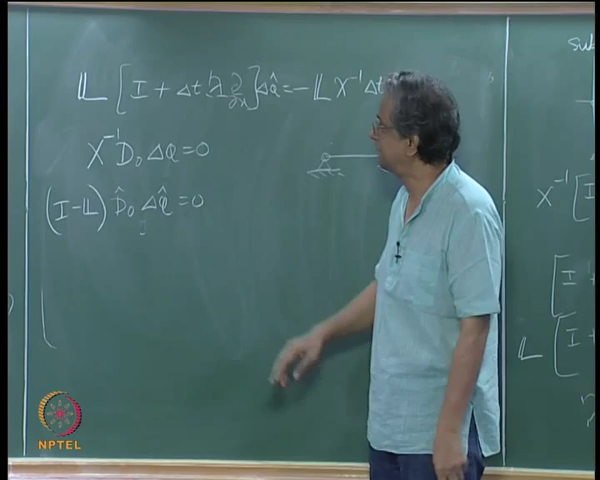 𝕃 [I + Δt Λ ∂/∂x] ΔQ̂ = − 𝕃 X⁻¹ Δt
X⁻¹ D₀ ΔQ = 0
(I − 𝕃) D̂₀ ΔQ̂ = 0
(
sub
X⁻¹ [I
[I +
𝕃 [I +
NPTEL